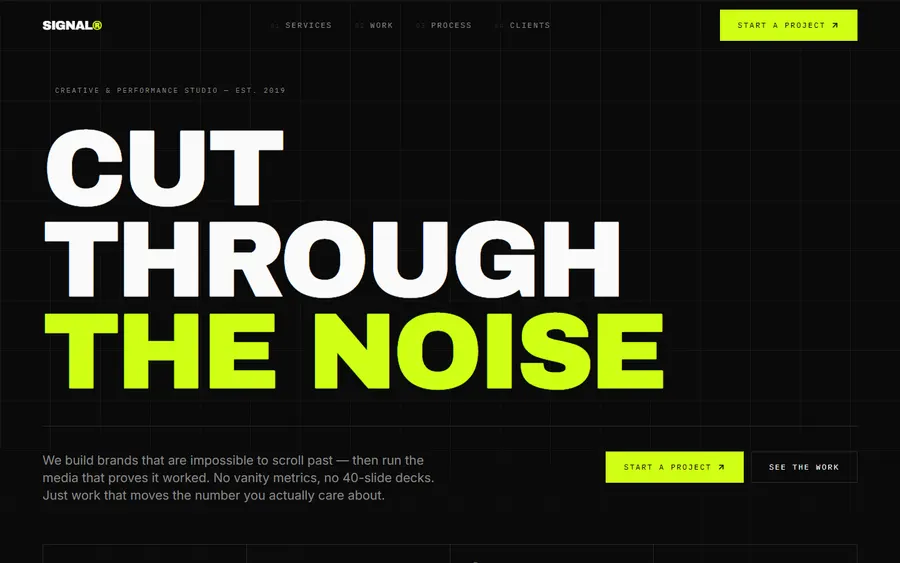 SIGNAL®
SERVICES
02 WORK
03 PROCESS
CLIENTS
START A PROJECT ↗
CREATIVE & PERFORMANCE STUDIO — EST. 2019
CUT
THROUGH
THE NOISE
We build brands that are impossible to scroll past — then run the
media that proves it worked. No vanity metrics, no 40-slide decks.
Just work that moves the number you actually care about.
START A PROJECT ↗
SEE THE WORK